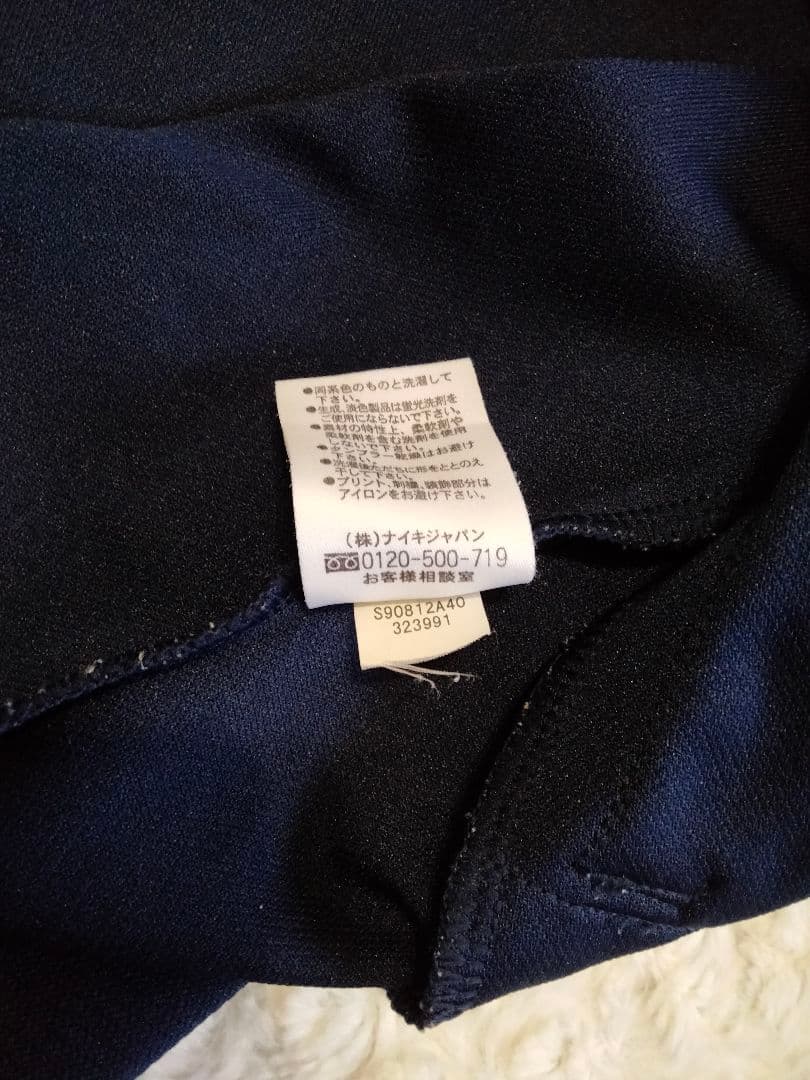 ●同系色のものと洗濯して
下さい。
●生成、淡色製品は蛍光洗剤を
ご使用にならないで下さい。
●素材の特性上、柔軟剤や
柔軟剤を含む洗剤を使用
しないで下さい。
●タンブラー乾燥はお避け
下さい。
●洗濯後ただちに形をととのえ
干して下さい。
●プリント、刺繍、装飾部分は
アイロンをお避け下さい。
(株)ナイキジャパン
0120-500-719
お客様相談室
S90812A40
323991